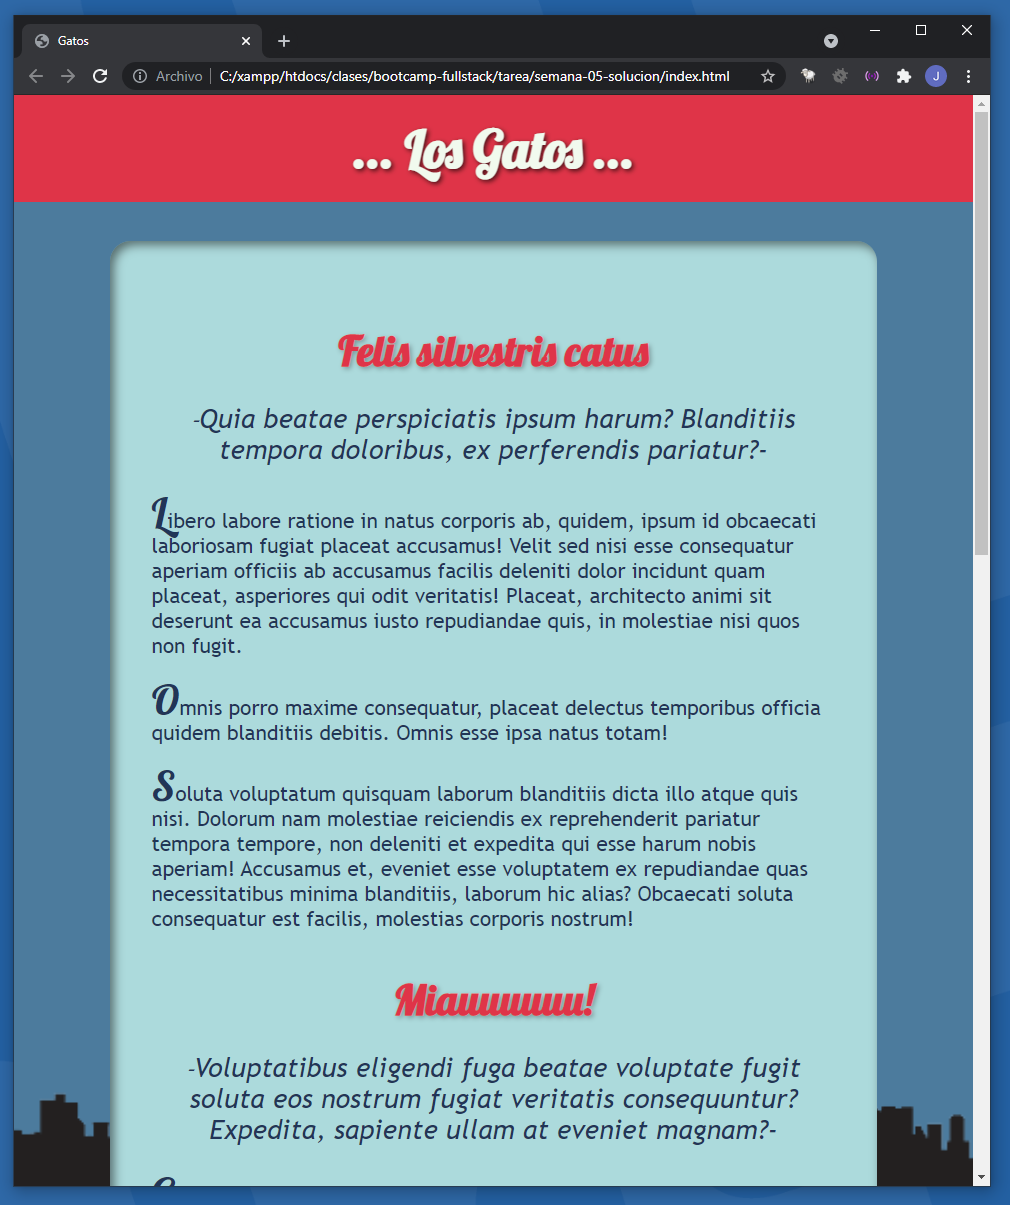 Gatos
Archivo | C:/xampp/htdocs/clases/bootcamp-fullstack/tarea/semana-05-solucion/index.html
J
... Los Gatos ...
Felis silvestris catus
-Quia beatae perspiciatis ipsum harum? Blanditiis
tempora doloribus, ex perferendis pariatur?-
Libero labore ratione in natus corporis ab, quidem, ipsum id obcaecati
laboriosam fugiat placeat accusamus! Velit sed nisi esse consequatur
aperiam officiis ab accusamus facilis deleniti dolor incidunt quam
placeat, asperiores qui odit veritatis! Placeat, architecto animi sit
deserunt ea accusamus iusto repudiandae quis, in molestiae nisi quos
non fugit.
Omnis porro maxime consequatur, placeat delectus temporibus officia
quidem blanditiis debitis. Omnis esse ipsa natus totam!
Soluta voluptatum quisquam laborum blanditiis dicta illo atque quis
nisi. Dolorum nam molestiae reiciendis ex reprehenderit pariatur
tempora tempore, non deleniti et expedita qui esse harum nobis
aperiam! Accusamus et, eveniet esse voluptatem ex repudiandae quas
necessitatibus minima blanditiis, laborum hic alias? Obcaecati soluta
consequatur est facilis, molestias corporis nostrum!
Miauuuuuuu!
-Voluptatibus eligendi fuga beatae voluptate fugit
soluta eos nostrum fugiat veritatis consequuntur?
Expedita, sapiente ullam at eveniet magnam?-